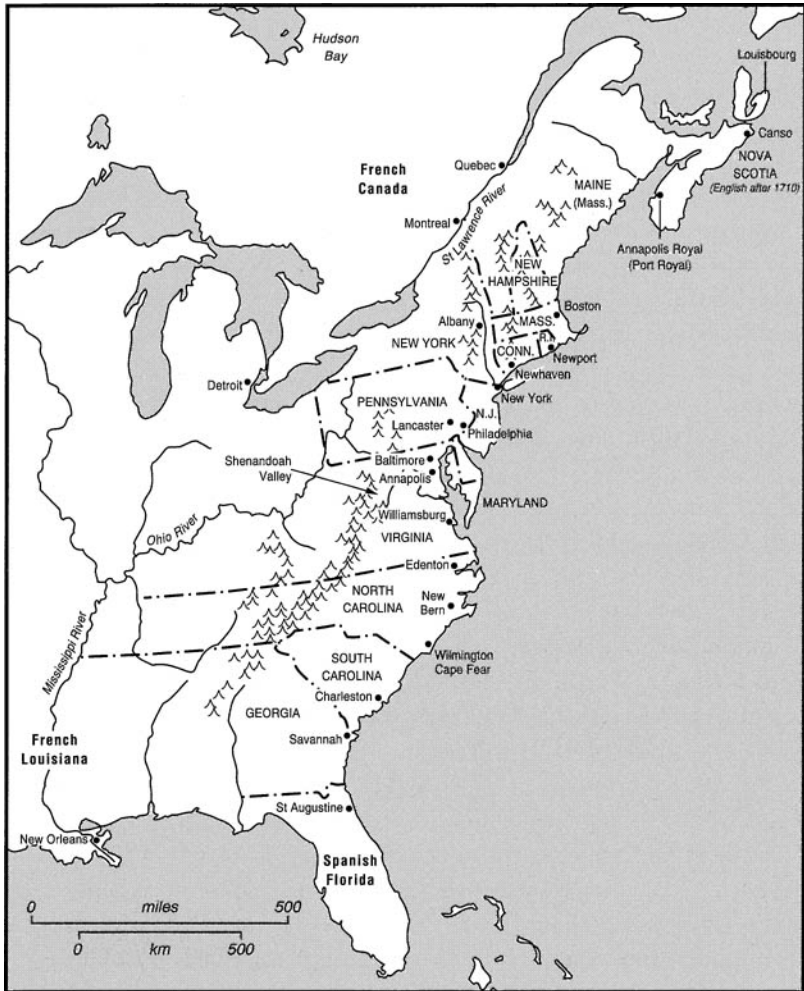 Hudson
Bay
Louisbourg
Canso
NOVA
SCOTIA
(English after 1710)
Quebec
French
Canada
MAINE
(Mass.)
Montreal
St Lawrence River
Annapolis Royal
(Port Royal)
NEW
HAMPSHIRE
Boston
Albany
MASS.
NEW YORK
R.I.
CONN.
Newport
Newhaven
Detroit
New York
PENNSYLVANIA
N.J.
Lancaster
Philadelphia
Shenandoah
Valley
Baltimore
Annapolis
MARYLAND
Williamsburg
Ohio River
VIRGINIA
Edenton
NORTH
CAROLINA
New
Bern
Mississippi River
Wilmington
Cape Fear
SOUTH
CAROLINA
Charleston
GEORGIA
French
Louisiana
Savannah
St Augustine
New Orleans
Spanish
Florida
0 miles 500
0 km 500